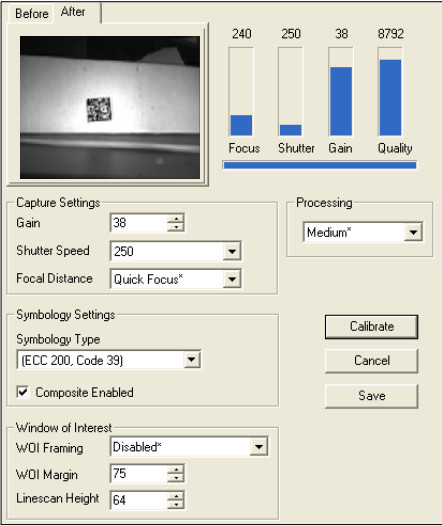 Before After
240 250 38 8792
Focus Shutter Gain Quality
Capture Settings
Gain 38
Shutter Speed 250
Focal Distance Quick Focus*
Processing
Medium*
Symbology Settings
Symbology Type
(ECC 200, Code 39)
Composite Enabled
Calibrate
Cancel
Save
Window of Interest
WOI Framing Disabled*
WOI Margin 75
Linescan Height 64